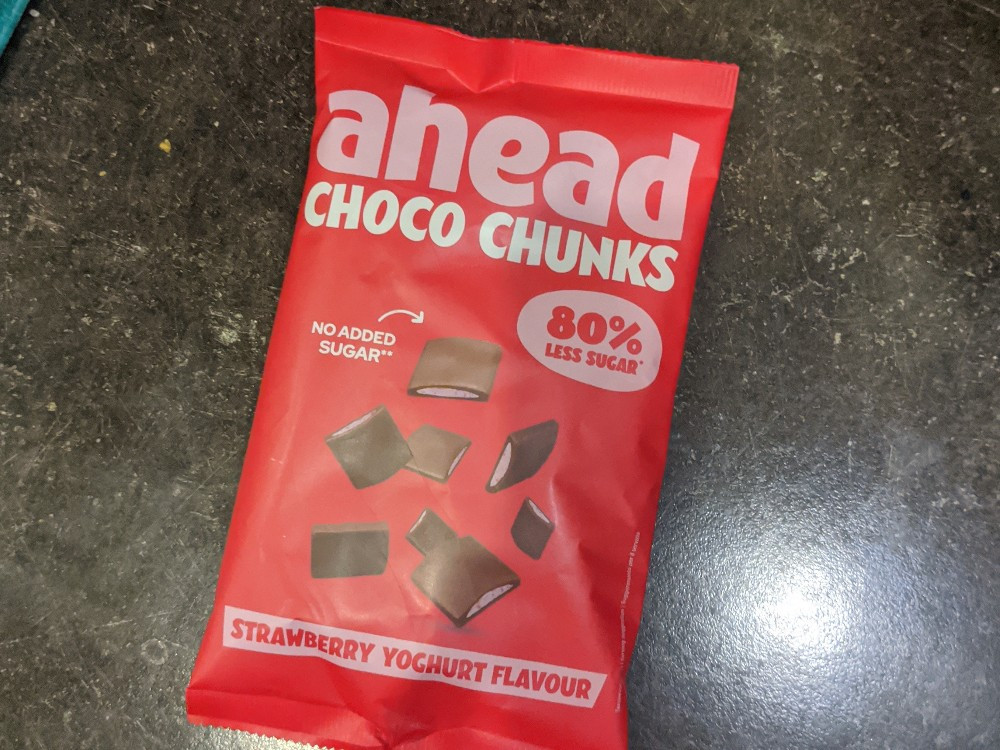 ahead
CHOCO CHUNKS
80%
LESS SUGAR*
NO ADDED
SUGAR**
STRAWBERRY YOGHURT FLAVOUR